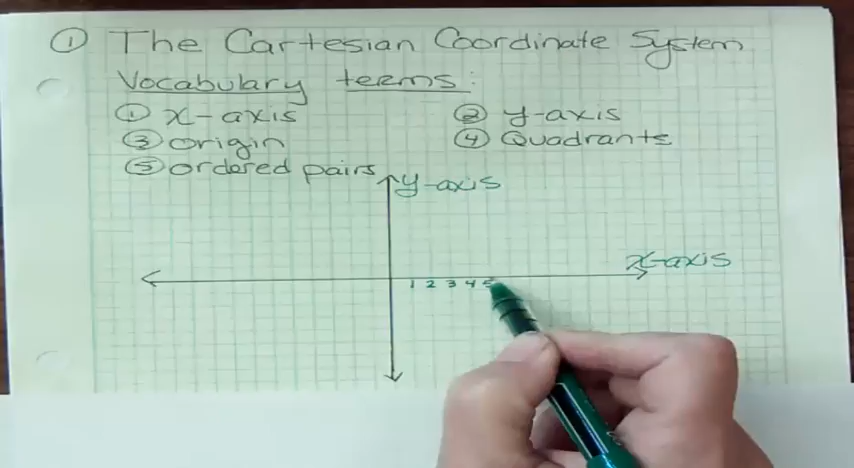 ① The Cartesian Coordinate System
Vocabulary terms:
① x-axis ② y-axis
③ origin ④ Quadrants
⑤ ordered pairs
y-axis
x-axis
1 2 3 4 5